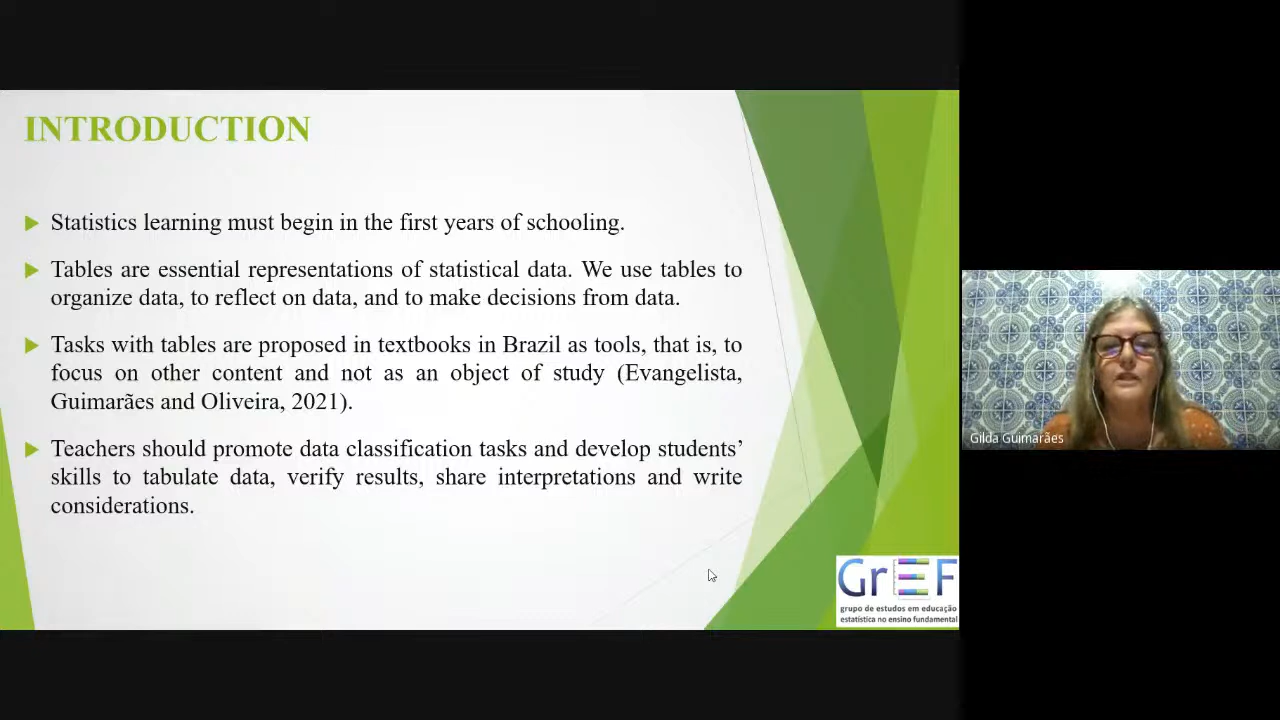 INTRODUCTION
Statistics learning must begin in the first years of schooling.
Tables are essential representations of statistical data. We use tables to
organize data, to reflect on data, and to make decisions from data.
Tasks with tables are proposed in textbooks in Brazil as tools, that is, to
focus on other content and not as an object of study (Evangelista,
Guimarães and Oliveira, 2021).
Teachers should promote data classification tasks and develop students’
skills to tabulate data, verify results, share interpretations and write
considerations.
GrEF
grupo de estudos em educação
estatística no ensino fundamental
Gilda Guimarães